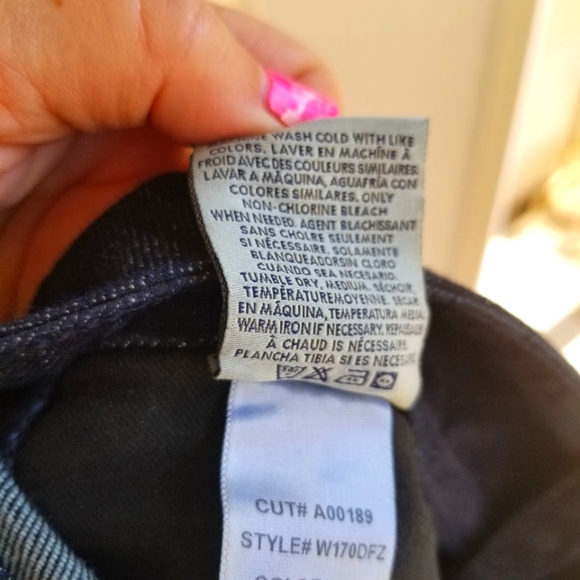 WASH COLD WITH LIKE
COLORS. LAVER EN MACHINE À
FROID AVEC DES COULEURS SIMILAIRES.
LAVAR A MÁQUINA, AGUAFRÍA CON
COLORES SIMILARES. ONLY
NON-CHLORINE BLEACH
WHEN NEEDED. AGENT BLACHISSANT
SANS CHOLRE SEULEMENT
SI NÉCESSAIRE. SOLAMENTE
BLANQUEADORSIN CLORO
CUANDO SEA NECESARIO.
TUMBLE DRY, MEDIUM. SÉCHOIR,
TEMPÉRATUREMOYENNE. SECAR
EN MÁQUINA, TEMPERATURA MEDIA.
WARM IRON IF NECESSARY. REPASSAGE
À CHAUD IS NÉCESSAIRE.
PLANCHA TIBIA SI ES NECESARIO
CUT# A00189
STYLE# W170DFZ